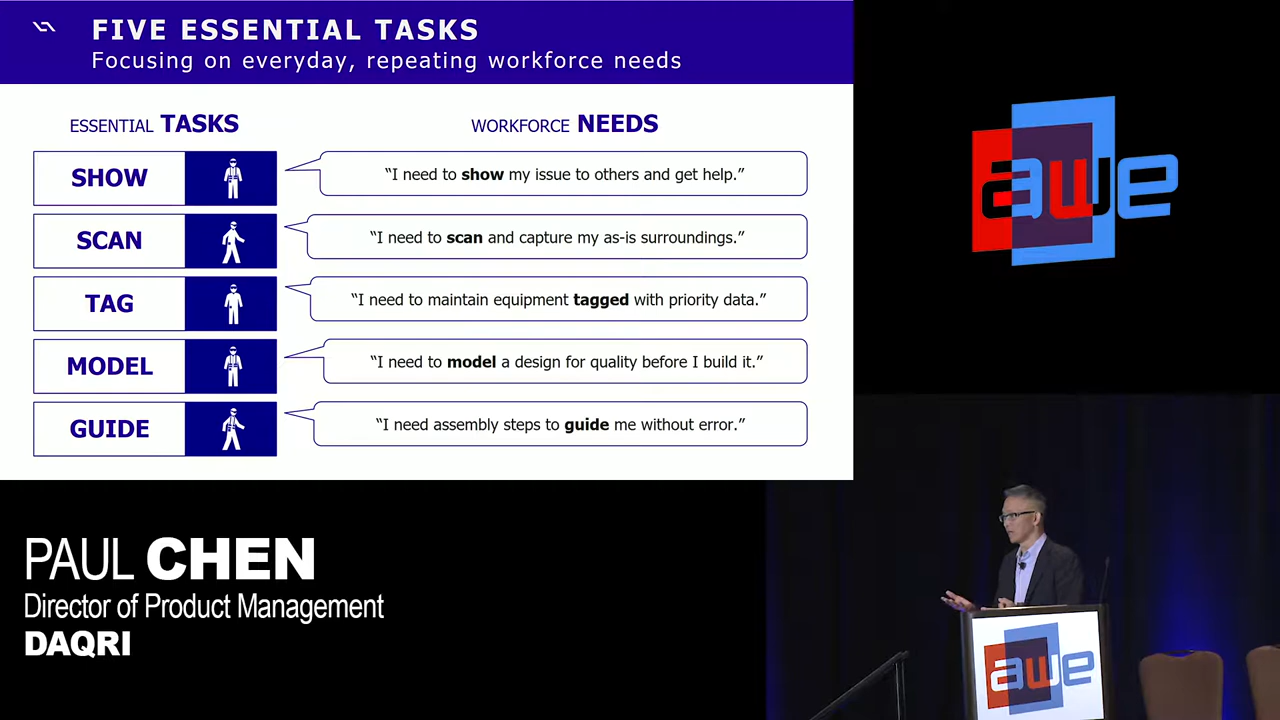 FIVE ESSENTIAL TASKS
Focusing on everyday, repeating workforce needs
ESSENTIAL TASKS
WORKFORCE NEEDS
SHOW
“I need to show my issue to others and get help.”
SCAN
“I need to scan and capture my as-is surroundings.”
TAG
“I need to maintain equipment tagged with priority data.”
MODEL
“I need to model a design for quality before I build it.”
GUIDE
“I need assembly steps to guide me without error.”
awe
PAUL CHEN
Director of Product Management
DAQRI
awe